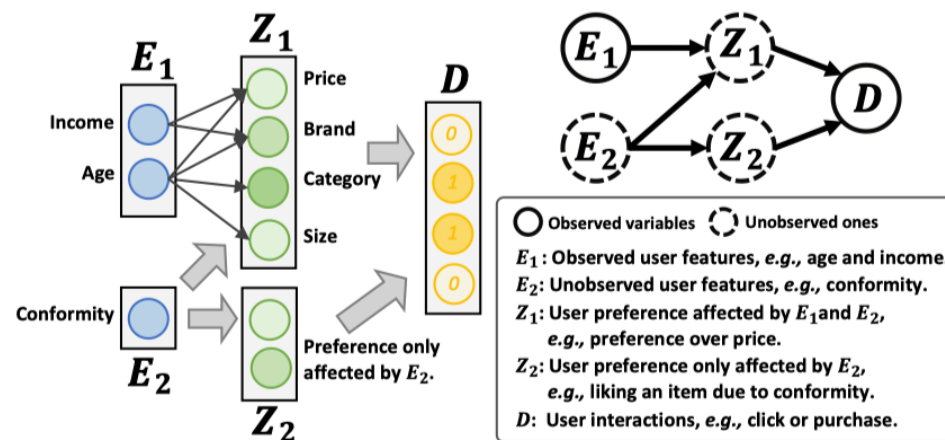 E₁
Z₁
D
Income
Age
Price
Brand
Category
Size
0
1
1
0
Conformity
E₂
Preference only
affected by E₂.
Z₂
E₁
Z₁
E₂
Z₂
D
Observed variables
Unobserved ones
E₁: Observed user features, e.g., age and income.
E₂: Unobserved user features, e.g., conformity.
Z₁: User preference affected by E₁and E₂,
e.g., preference over price.
Z₂: User preference only affected by E₂,
e.g., liking an item due to conformity.
D: User interactions, e.g., click or purchase.